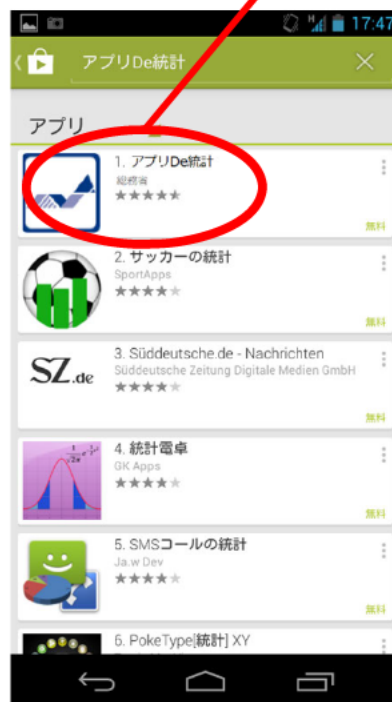 17:47
アプリDe統計
アプリ
1. アプリDe統計
総務省
無料
2. サッカーの統計
SportApps
無料
SZ.de
3. Süddeutsche.de - Nachrichten
Süddeutsche Zeitung Digitale Medien GmbH
無料
4. 統計電卓
GK Apps
無料
5. SMSコールの統計
Ja.w Dev
無料
6. PokeType[統計] XY